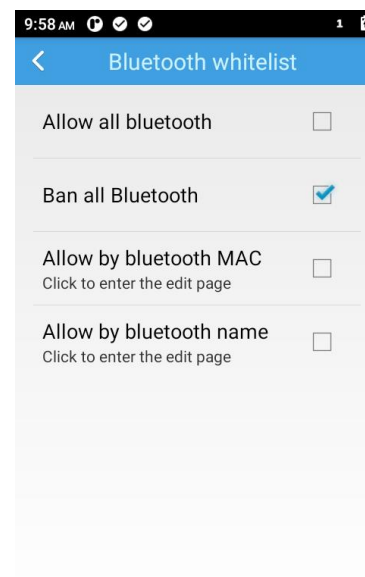 9:58 AM 1
Bluetooth whitelist
Allow all bluetooth
Ban all Bluetooth
Allow by bluetooth MAC
Click to enter the edit page
Allow by bluetooth name
Click to enter the edit page